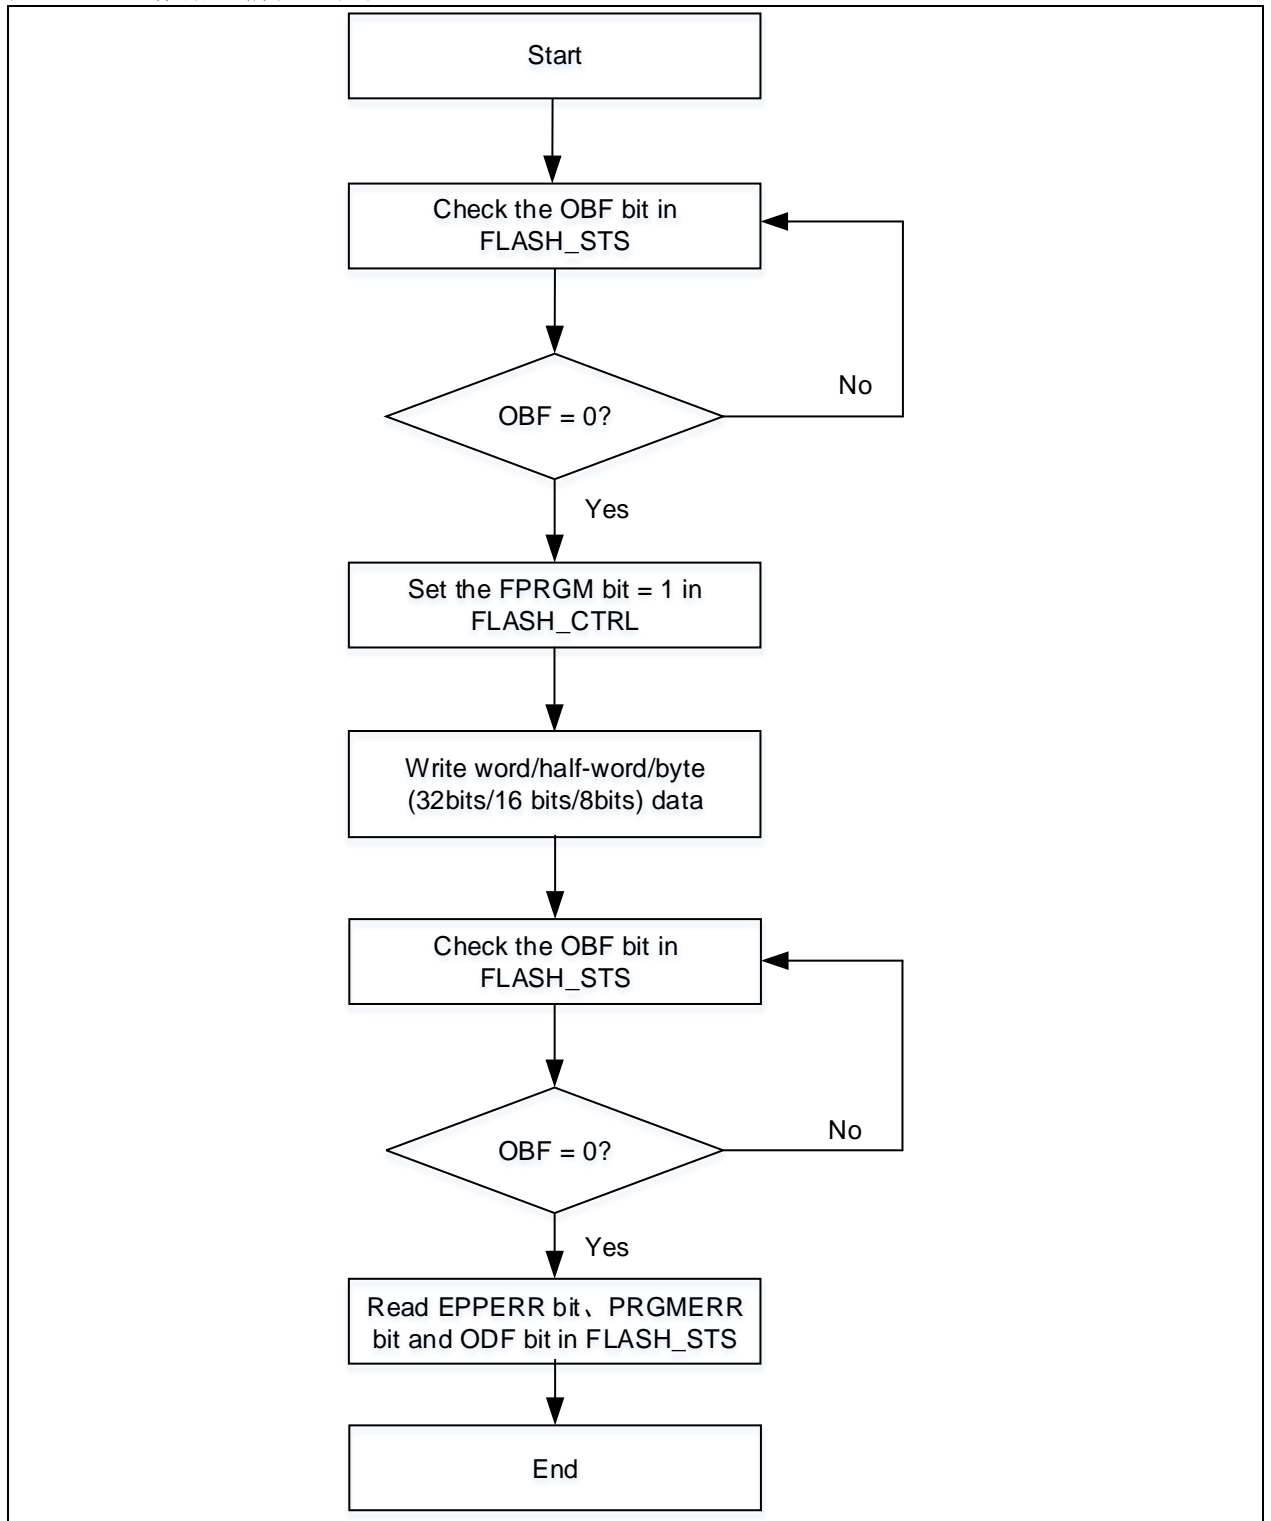 Start
Check the OBF bit in
FLASH_STS
OBF = 0?
No
Yes
Set the FPRGM bit = 1 in
FLASH_CTRL
Write word/half-word/byte
(32bits/16 bits/8bits) data
Check the OBF bit in
FLASH_STS
OBF = 0?
No
Yes
Read EPPERR bit、PRGMERR
bit and ODF bit in FLASH_STS
End